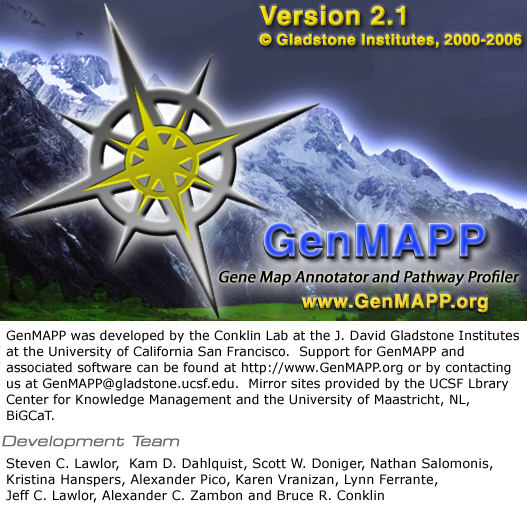 Version 2.1
© Gladstone Institutes, 2000-2006
GenMAPP
Gene Map Annotator and Pathway Profiler
www.GenMAPP.org
GenMAPP was developed by the Conklin Lab at the J. David Gladstone Institutes
at the University of California San Francisco.  Support for GenMAPP and
associated software can be found at http://www.GenMAPP.org or by contacting
us at GenMAPP@gladstone.ucsf.edu.  Mirror sites provided by the UCSF Lbrary
Center for Knowledge Management and the University of Maastricht, NL,
BiGCaT.
Development Team
Steven C. Lawlor,  Kam D. Dahlquist, Scott W. Doniger, Nathan Salomonis,
Kristina Hanspers, Alexander Pico, Karen Vranizan, Lynn Ferrante,
Jeff C. Lawlor, Alexander C. Zambon and Bruce R. Conklin